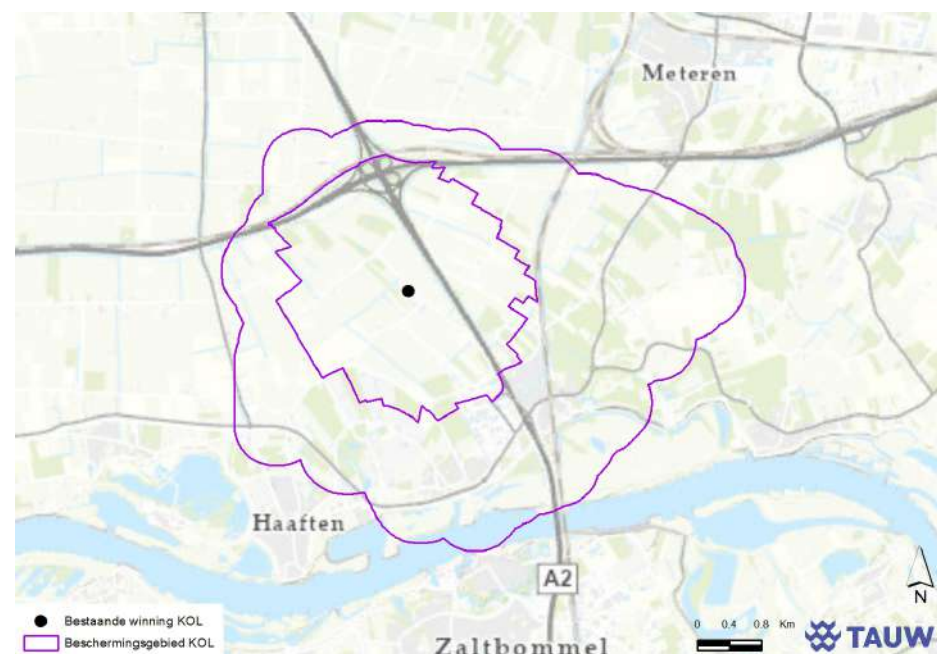 Meteren
Haaften
A2
Zaltbommel
N
Bestaande winning KOL
Beschermingsgebied KOL
0 0.4 0.8 Km
TAUW